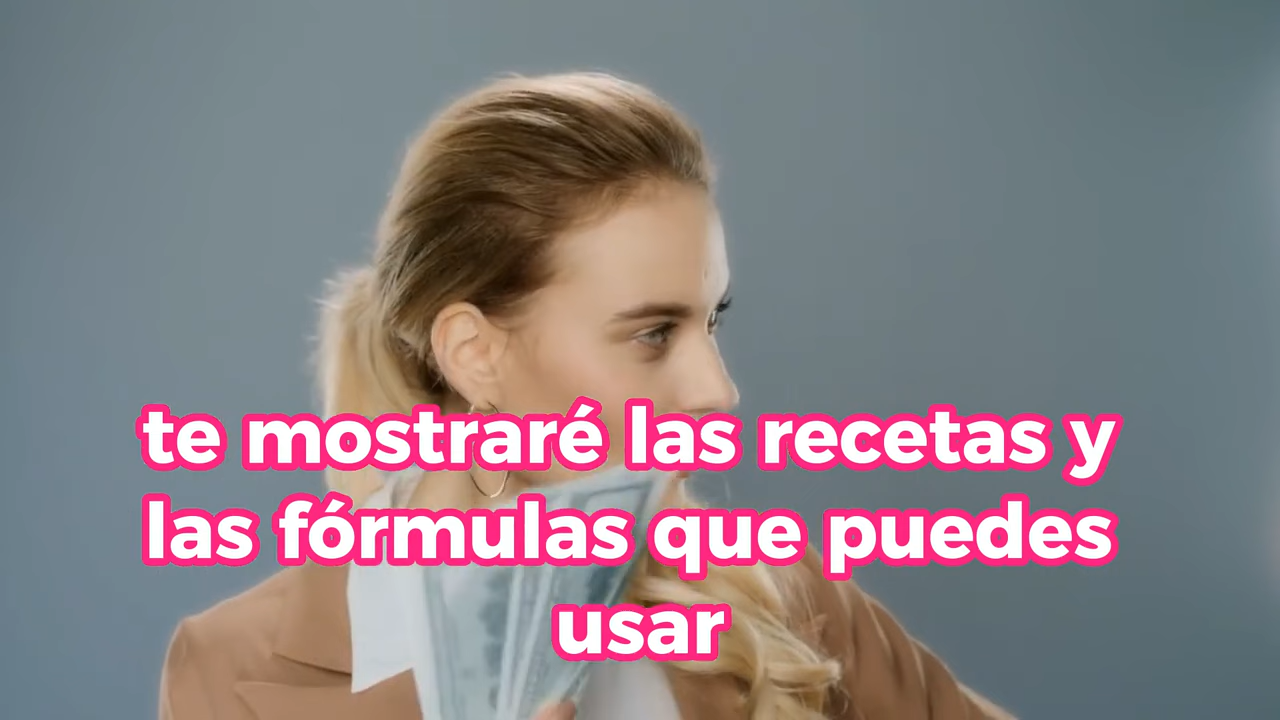 te mostraré las recetas y
las fórmulas que puedes
usar